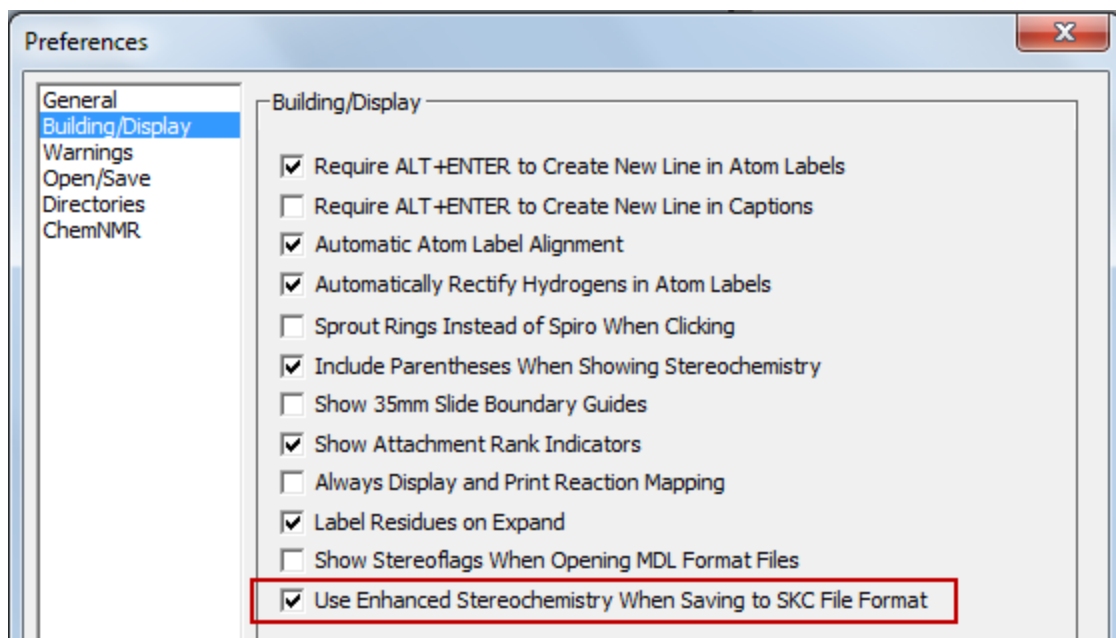 Preferences
General
Building/Display
Warnings
Open/Save
Directories
ChemNMR
Building/Display
Require ALT+ENTER to Create New Line in Atom Labels
Require ALT+ENTER to Create New Line in Captions
Automatic Atom Label Alignment
Automatically Rectify Hydrogens in Atom Labels
Sprout Rings Instead of Spiro When Clicking
Include Parentheses When Showing Stereochemistry
Show 35mm Slide Boundary Guides
Show Attachment Rank Indicators
Always Display and Print Reaction Mapping
Label Residues on Expand
Show Stereoflags When Opening MDL Format Files
Use Enhanced Stereochemistry When Saving to SKC File Format